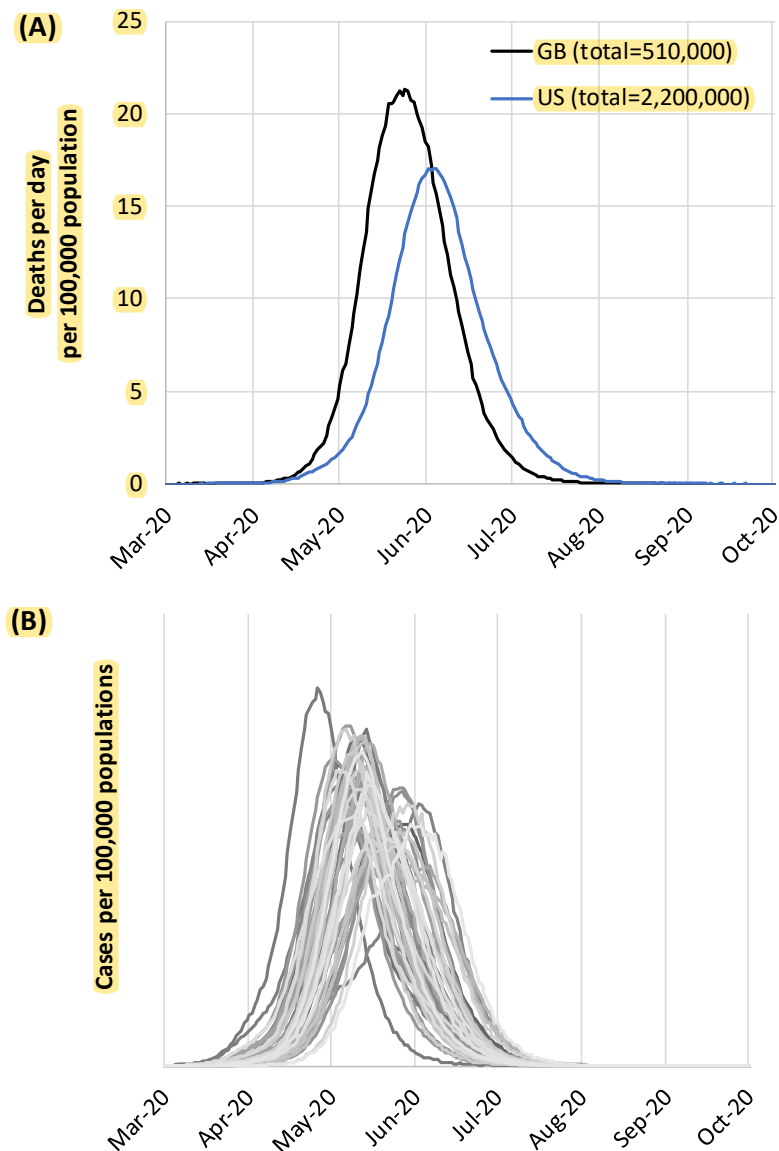 (A)
25
20
15
10
5
0
Deaths per day
per 100,000 population
GB (total=510,000)
US (total=2,200,000)
Mar-20
Apr-20
May-20
Jun-20
Jul-20
Aug-20
Sep-20
Oct-20
(B)
Cases per 100,000 populations
Mar-20
Apr-20
May-20
Jun-20
Jul-20
Aug-20
Sep-20
Oct-20